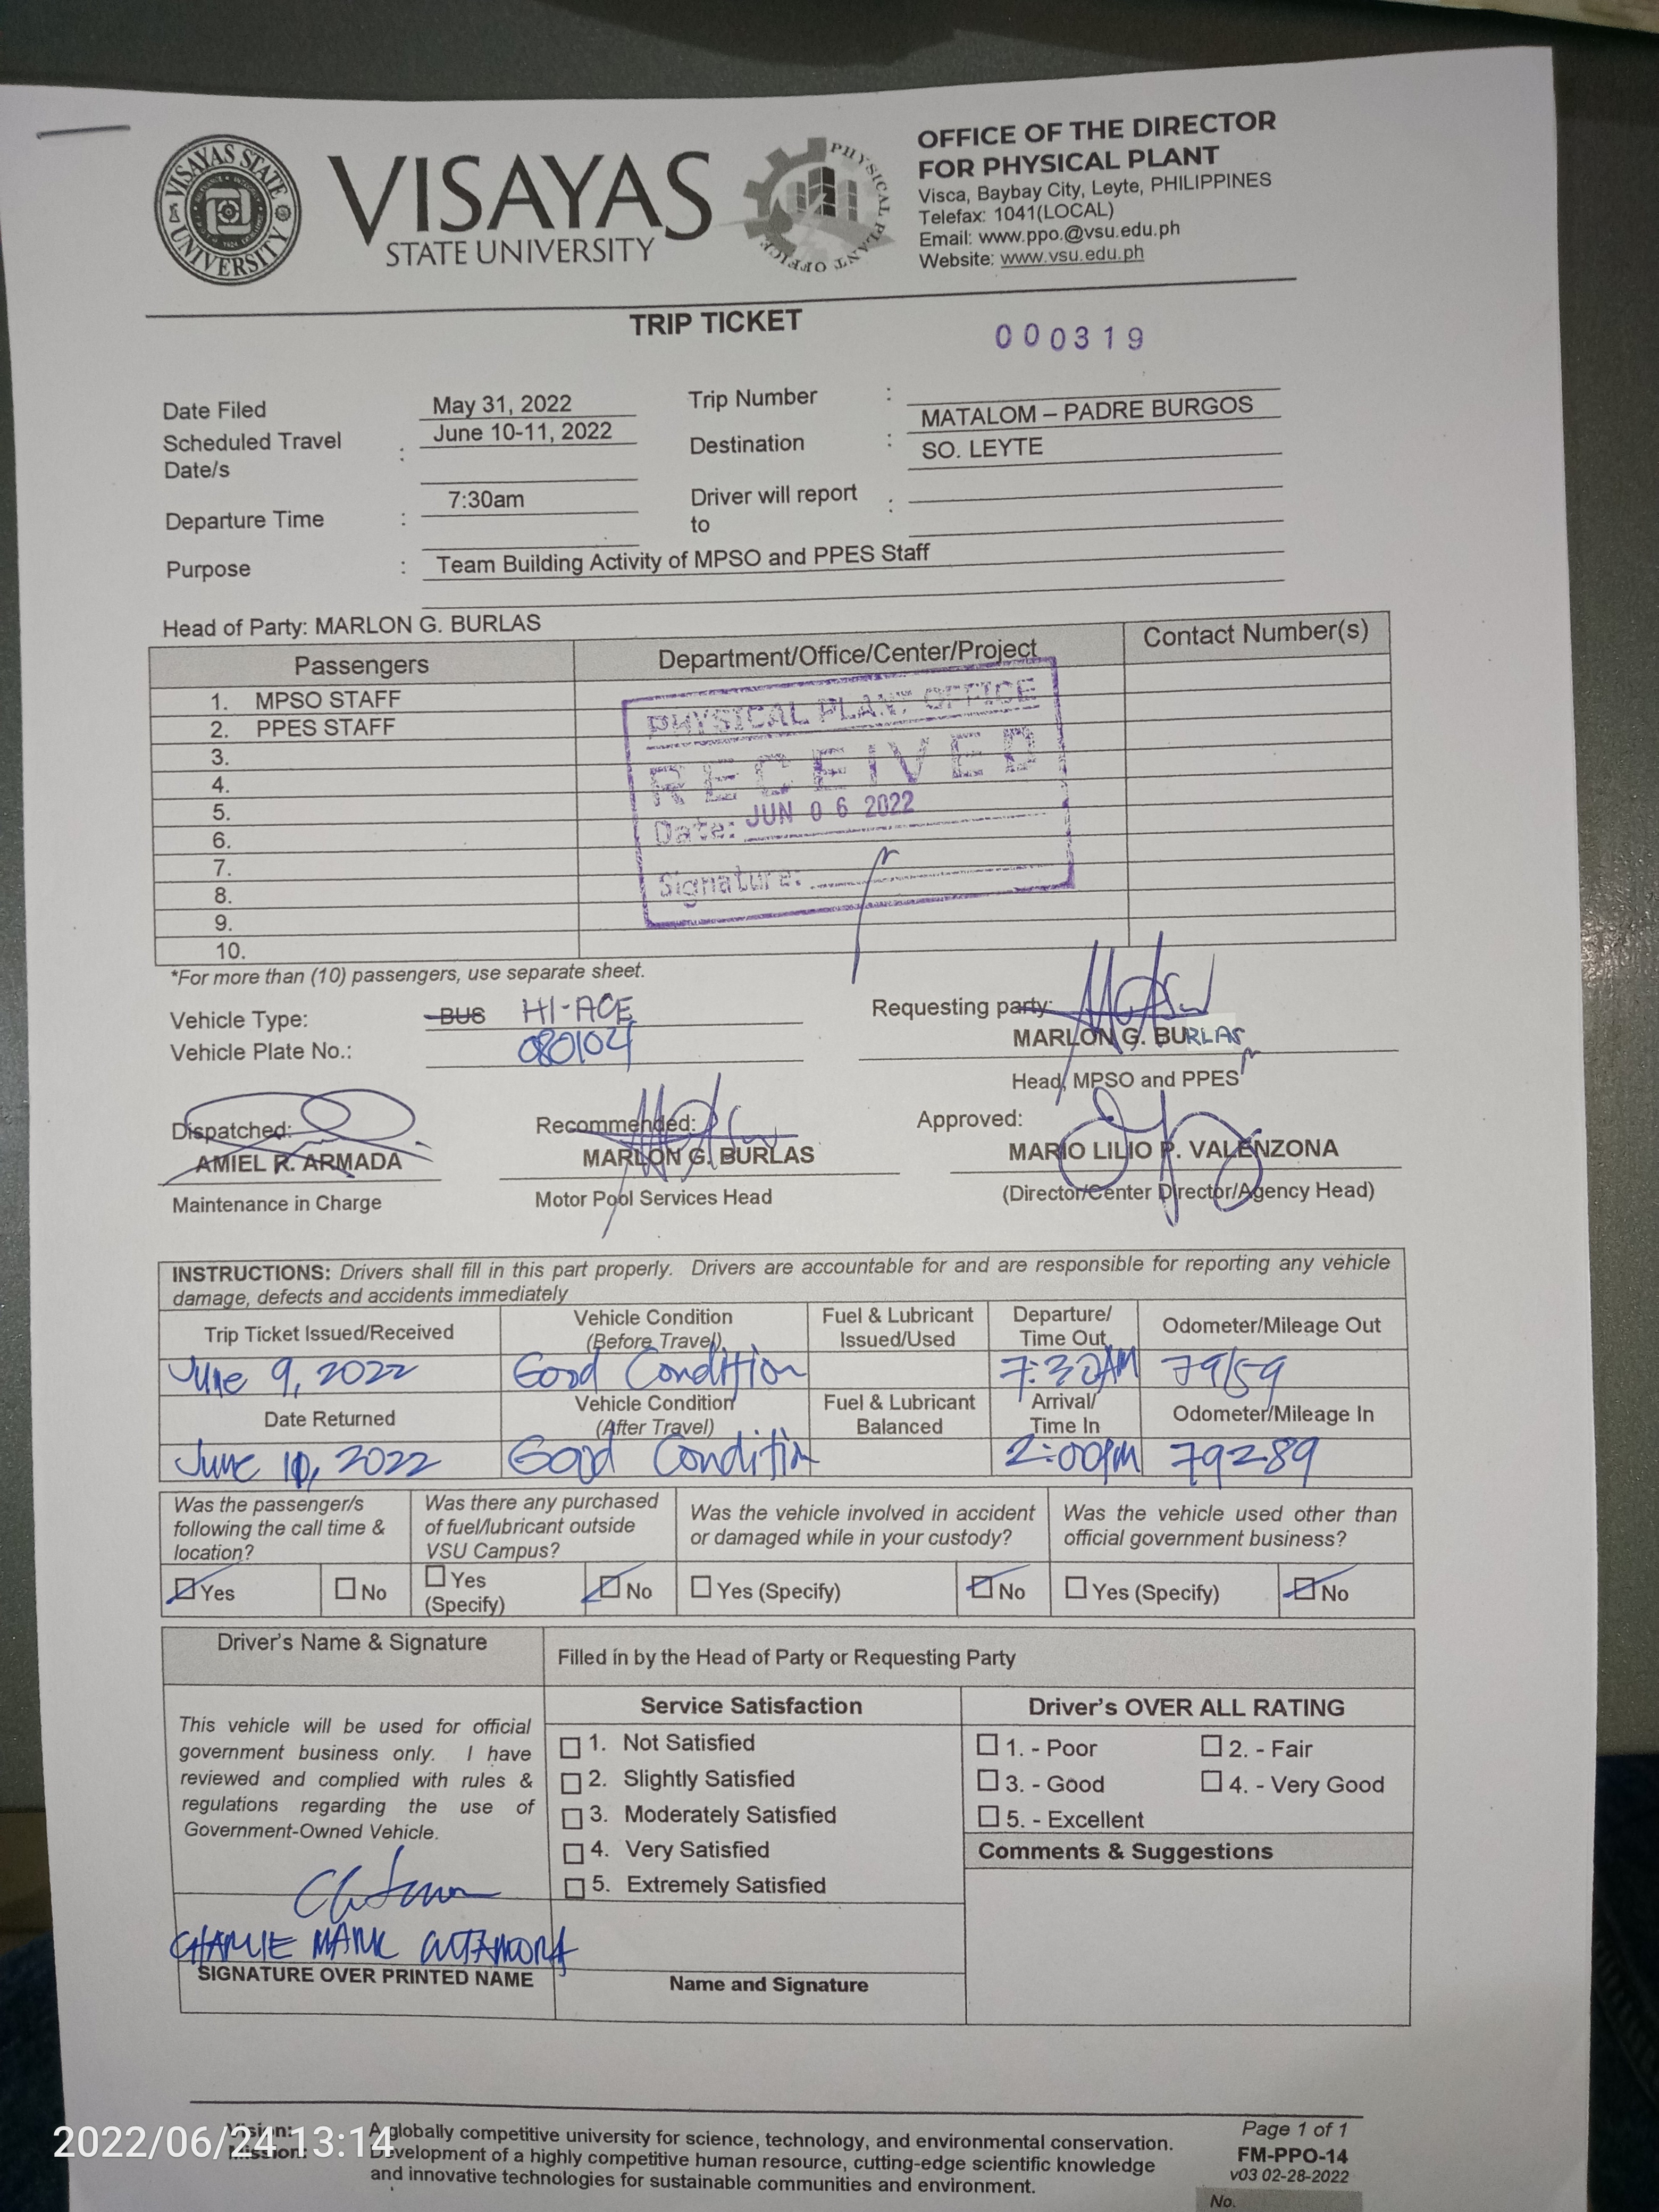 VISAYAS STATE UNIVERSITY
VISAYAS
STATE UNIVERSITY
PHYSICAL PLANT OFFICE
OFFICE OF THE DIRECTOR
FOR PHYSICAL PLANT
Visca, Baybay City, Leyte, PHILIPPINES
Telefax: 1041(LOCAL)
Email: www.ppo.@vsu.edu.ph
Website: www.vsu.edu.ph
TRIP TICKET
000319
Date Filed May 31, 2022 Trip Number :
Scheduled Travel Date/s : June 10-11, 2022 Destination : MATALOM – PADRE BURGOS
SO. LEYTE
Departure Time : 7:30am Driver will report to :
Purpose : Team Building Activity of MPSO and PPES Staff
Head of Party: MARLON G. BURLAS
Passengers Department/Office/Center/Project Contact Number(s)
1. MPSO STAFF
2. PPES STAFF
3.
4.
5.
6.
7.
8.
9.
10.
PHYSICAL PLANT OFFICE
RECEIVED
Date: JUN 06 2022
Signature:
*For more than (10) passengers, use separate sheet.
Vehicle Type: BUS HI-ACE
Vehicle Plate No.: 080104
Requesting party:
MARLON G. BURLAS
Head, MPSO and PPES
Dispatched: Recommended: Approved:
AMIEL R. ARMADA MARLON G. BURLAS MARIO LILIO P. VALENZONA
Maintenance in Charge Motor Pool Services Head (Director/Center Director/Agency Head)
INSTRUCTIONS: Drivers shall fill in this part properly. Drivers are accountable for and are responsible for reporting any vehicle
damage, defects and accidents immediately
Trip Ticket Issued/Received Vehicle Condition (Before Travel) Fuel & Lubricant Issued/Used Departure/ Time Out Odometer/Mileage Out
June 9, 2022 Good Condition 7:30AM 79159
Date Returned Vehicle Condition (After Travel) Fuel & Lubricant Balanced Arrival/ Time In Odometer/Mileage In
June 10, 2022 Good Condition 2:00pm 79289
Was the passenger/s following the call time & location? Was there any purchased of fuel/lubricant outside VSU Campus? Was the vehicle involved in accident or damaged while in your custody? Was the vehicle used other than official government business?
Yes No Yes (Specify) No Yes (Specify) No Yes (Specify) No
Driver's Name & Signature Filled in by the Head of Party or Requesting Party
This vehicle will be used for official
government business only. I have
reviewed and complied with rules &
regulations regarding the use of
Government-Owned Vehicle.
CHARLIE MARK
SIGNATURE OVER PRINTED NAME
Service Satisfaction
1. Not Satisfied
2. Slightly Satisfied
3. Moderately Satisfied
4. Very Satisfied
5. Extremely Satisfied
Name and Signature
Driver's OVER ALL RATING
1. - Poor 2. - Fair
3. - Good 4. - Very Good
5. - Excellent
Comments & Suggestions
Vision: A globally competitive university for science, technology, and environmental conservation.
Mission: Development of a highly competitive human resource, cutting-edge scientific knowledge
and innovative technologies for sustainable communities and environment.
Page 1 of 1
FM-PPO-14
v03 02-28-2022
No.
2022/06/24 13:14